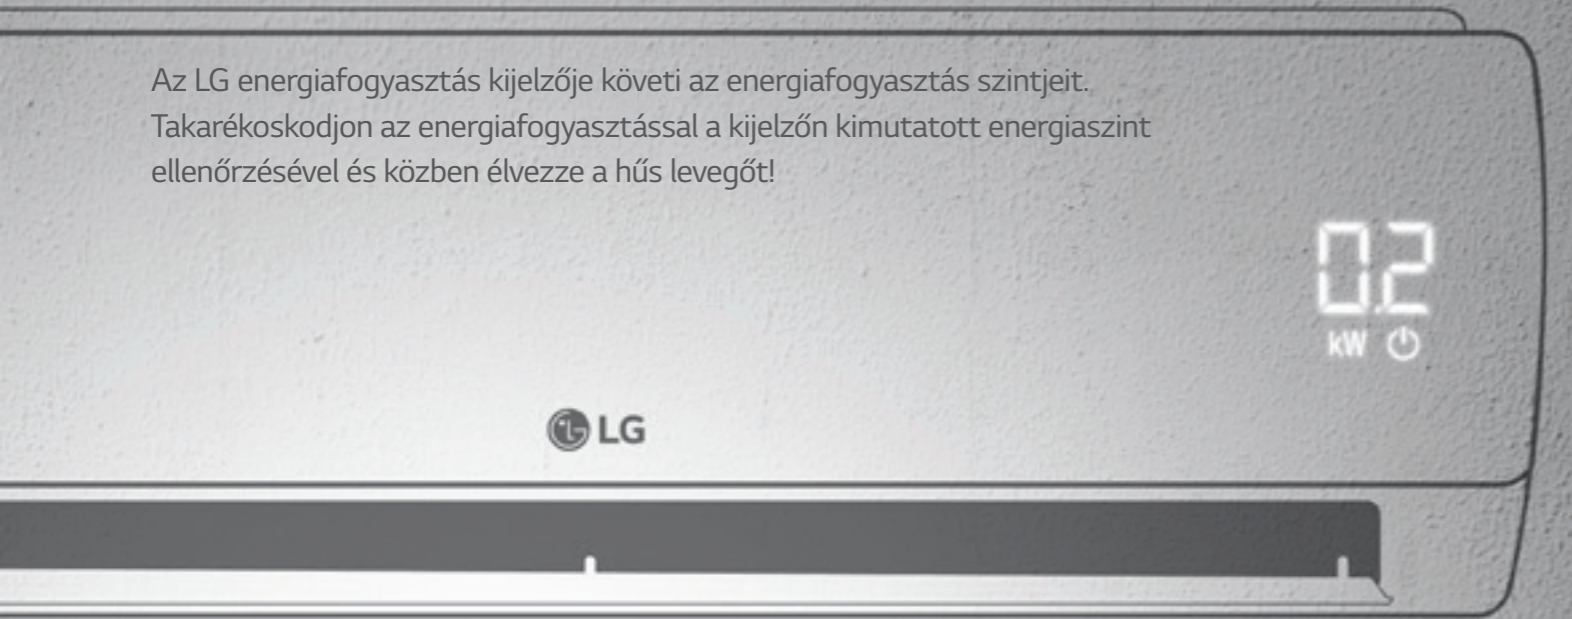 Az LG energiafogyasztás kijelzője követi az energiafogyasztás szintjeit.
Takarékoskodjon az energiafogyasztással a kijelzőn kimutatott energiaszint
ellenőrzésével és közben élvezze a hűs levegőt!
0.2
kW
LG